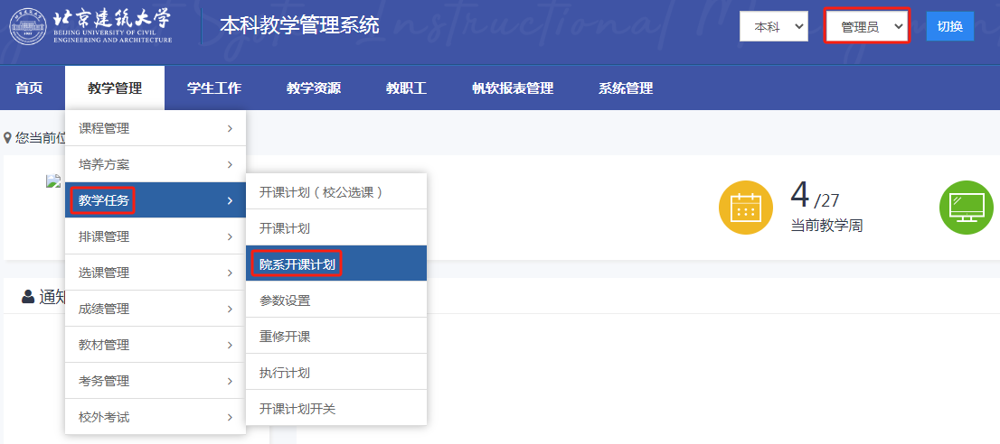 北京建筑大学
BEIJING UNIVERSITY OF CIVIL
ENGINEERING AND ARCHITECTURE
本科教学管理系统
本科
管理员
切换
首页
教学管理
学生工作
教学资源
教职工
帆软报表管理
系统管理
您当前位
课程管理
培养方案
教学任务
排课管理
选课管理
成绩管理
教材管理
考务管理
校外考试
开课计划（校公选课）
开课计划
院系开课计划
参数设置
重修开课
执行计划
开课计划开关
4 /27
当前教学周
通知